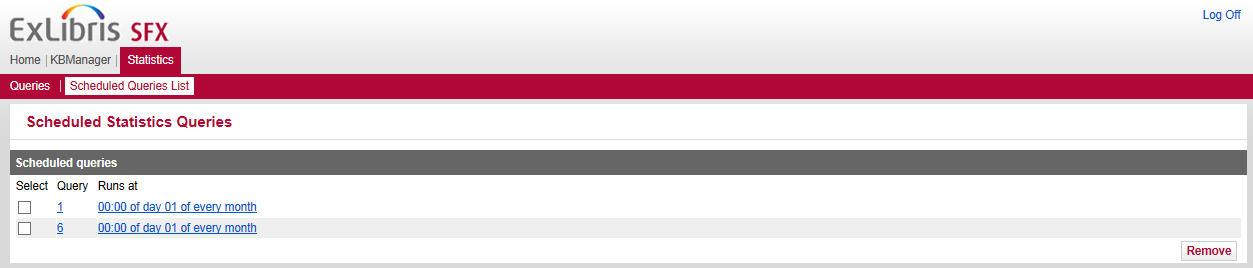 ExLibris SFX
Log Off
Home | KBManager | Statistics
Queries | Scheduled Queries List
Scheduled Statistics Queries
Scheduled queries
Select Query Runs at
1 00:00 of day 01 of every month
6 00:00 of day 01 of every month
Remove